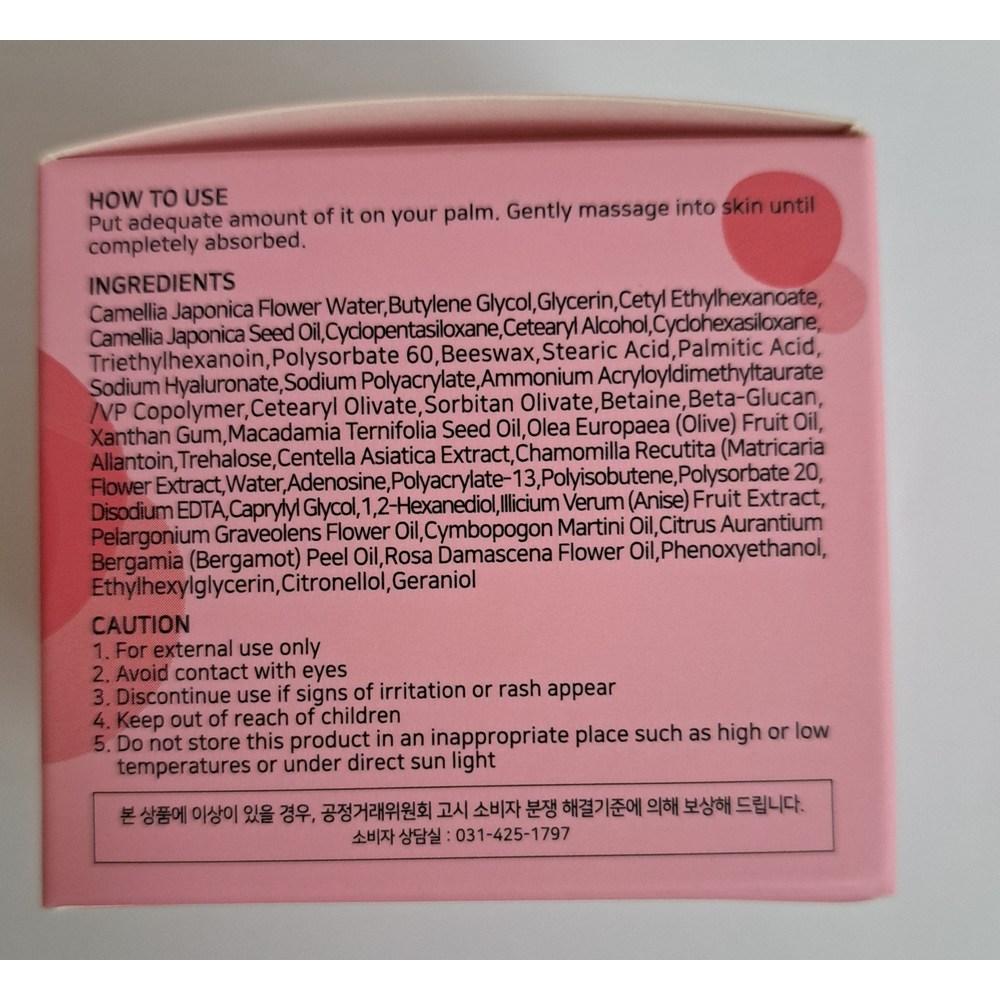 HOW TO USE
Put adequate amount of it on your palm. Gently massage into skin until
completely absorbed.
INGREDIENTS
Camellia Japonica Flower Water,Butylene Glycol,Glycerin,Cetyl Ethylhexanoate,
Camellia Japonica Seed Oil,Cyclopentasiloxane,Cetearyl Alcohol,Cyclohexasiloxane,
Triethylhexanoin,Polysorbate 60,Beeswax,Stearic Acid,Palmitic Acid,
Sodium Hyaluronate,Sodium Polyacrylate,Ammonium Acryloyldimethyltaurate
/VP Copolymer,Cetearyl Olivate,Sorbitan Olivate,Betaine,Beta-Glucan,
Xanthan Gum,Macadamia Ternifolia Seed Oil,Olea Europaea (Olive) Fruit Oil,
Allantoin,Trehalose,Centella Asiatica Extract,Chamomilla Recutita (Matricaria
Flower Extract,Water,Adenosine,Polyacrylate-13,Polyisobutene,Polysorbate 20,
Disodium EDTA,Caprylyl Glycol,1,2-Hexanediol,Illicium Verum (Anise) Fruit Extract,
Pelargonium Graveolens Flower Oil,Cymbopogon Martini Oil,Citrus Aurantium
Bergamia (Bergamot) Peel Oil,Rosa Damascena Flower Oil,Phenoxyethanol,
Ethylhexylglycerin,Citronellol,Geraniol
CAUTION
1. For external use only
2. Avoid contact with eyes
3. Discontinue use if signs of irritation or rash appear
4. Keep out of reach of children
5. Do not store this product in an inappropriate place such as high or low
temperatures or under direct sun light
본 상품에 이상이 있을 경우, 공정거래위원회 고시 소비자 분쟁 해결기준에 의해 보상해 드립니다.
소비자 상담실 : 031-425-1797